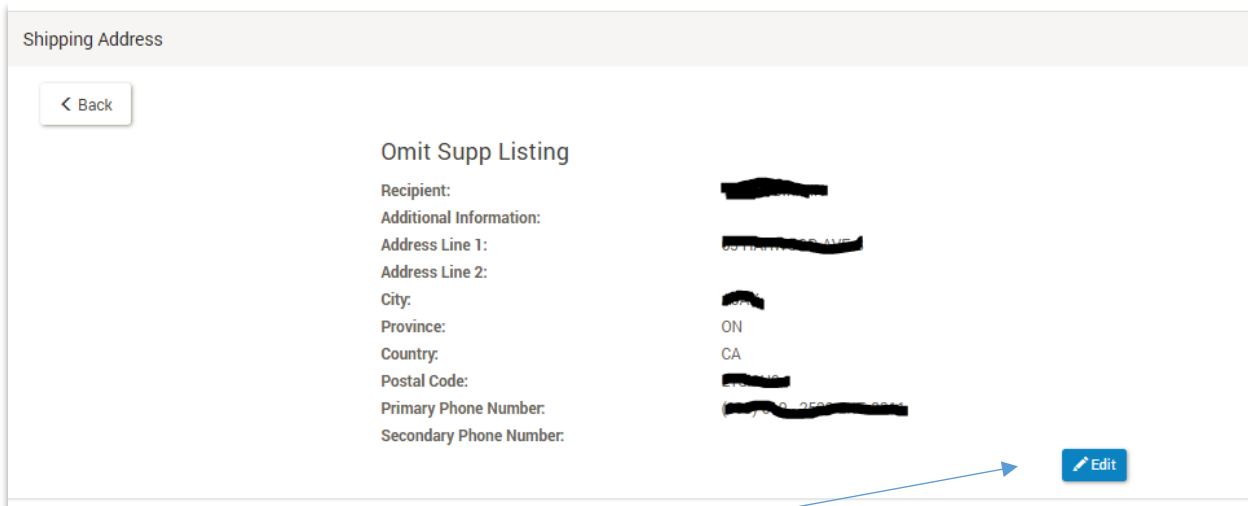 Shipping Address
Back
Omit Supp Listing
Recipient:
Additional Information:
Address Line 1:
Address Line 2:
City:
Province: ON
Country: CA
Postal Code:
Primary Phone Number:
Secondary Phone Number:
Edit